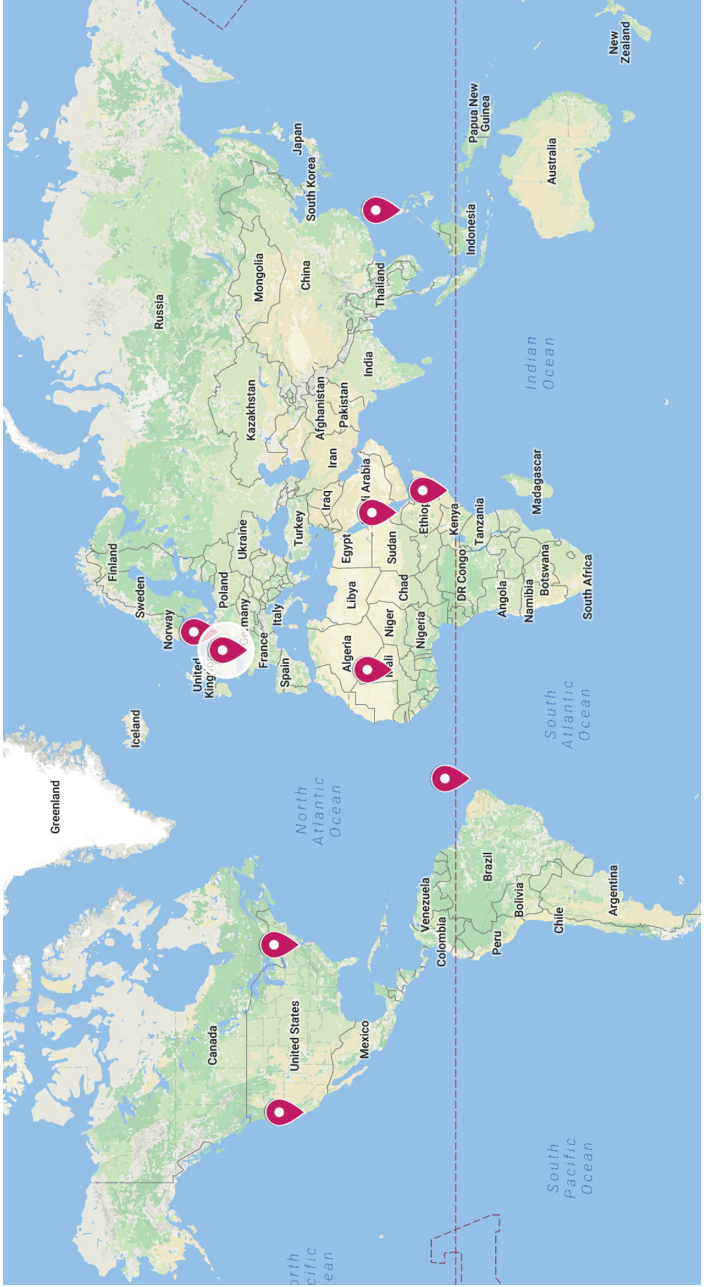 Greenland
Finland
Iceland
Sweden
Russia
Norway
United
Canada
Poland
Ukraine
Kazakhstan
Mongolia
France
Italy
Spain
Turkey
United States
North
Atlantic
Ocean
China
Japan
South Korea
Afghanistan
Iraq
Iran
Pakistan
Egypt
Algeria
Libya
Arabia
Mexico
India
Thailand
Niger
Sudan
Mali
Chad
Nigeria
Venezuela
Colombia
Kenya
DR Congo
Tanzania
Indonesia
Papua New
Guinea
Brazil
Peru
Angola
Bolivia
Namibia
Botswana
Madagascar
Indian
Ocean
Australia
Chile
South
Pacific
Ocean
South
Atlantic
Ocean
South Africa
Argentina
New
Zealand